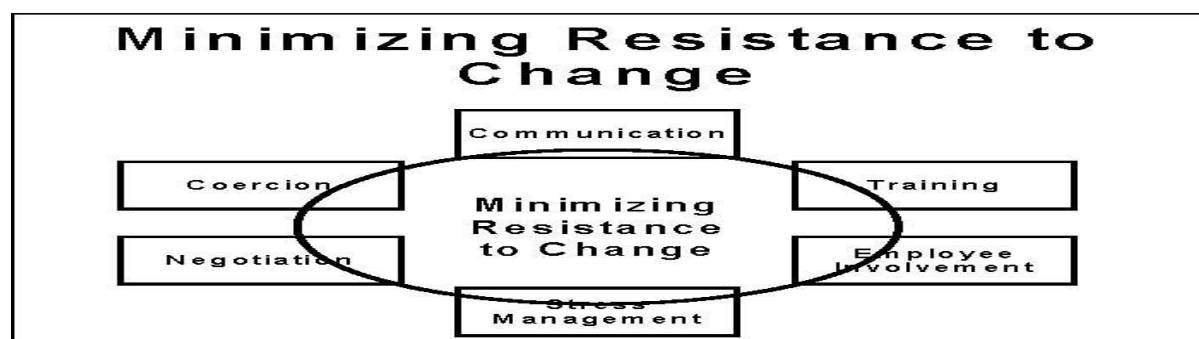 Minimizing Resistance to
Change
Communication
Coercion
Training
Minimizing
Resistance
to Change
Negotiation
Employee
Involvement
Stress
Management